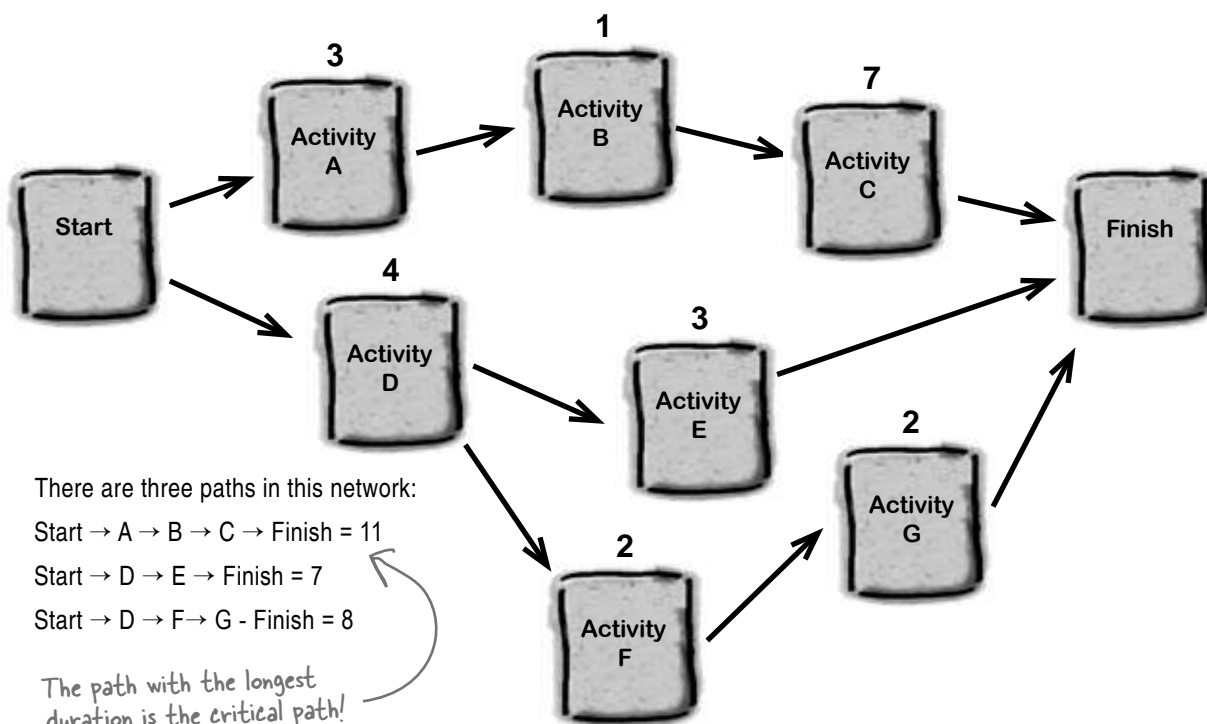 1
3
7
Activity
B
Activity
A
Activity
C
Start
Finish
4
3
Activity
D
Activity
E
2
There are three paths in this network:
Start → A → B → C → Finish = 11
Start → D → E → Finish = 7
Start → D → F → G - Finish = 8
Activity
G
2
Activity
F
The path with the longest
duration is the critical path!